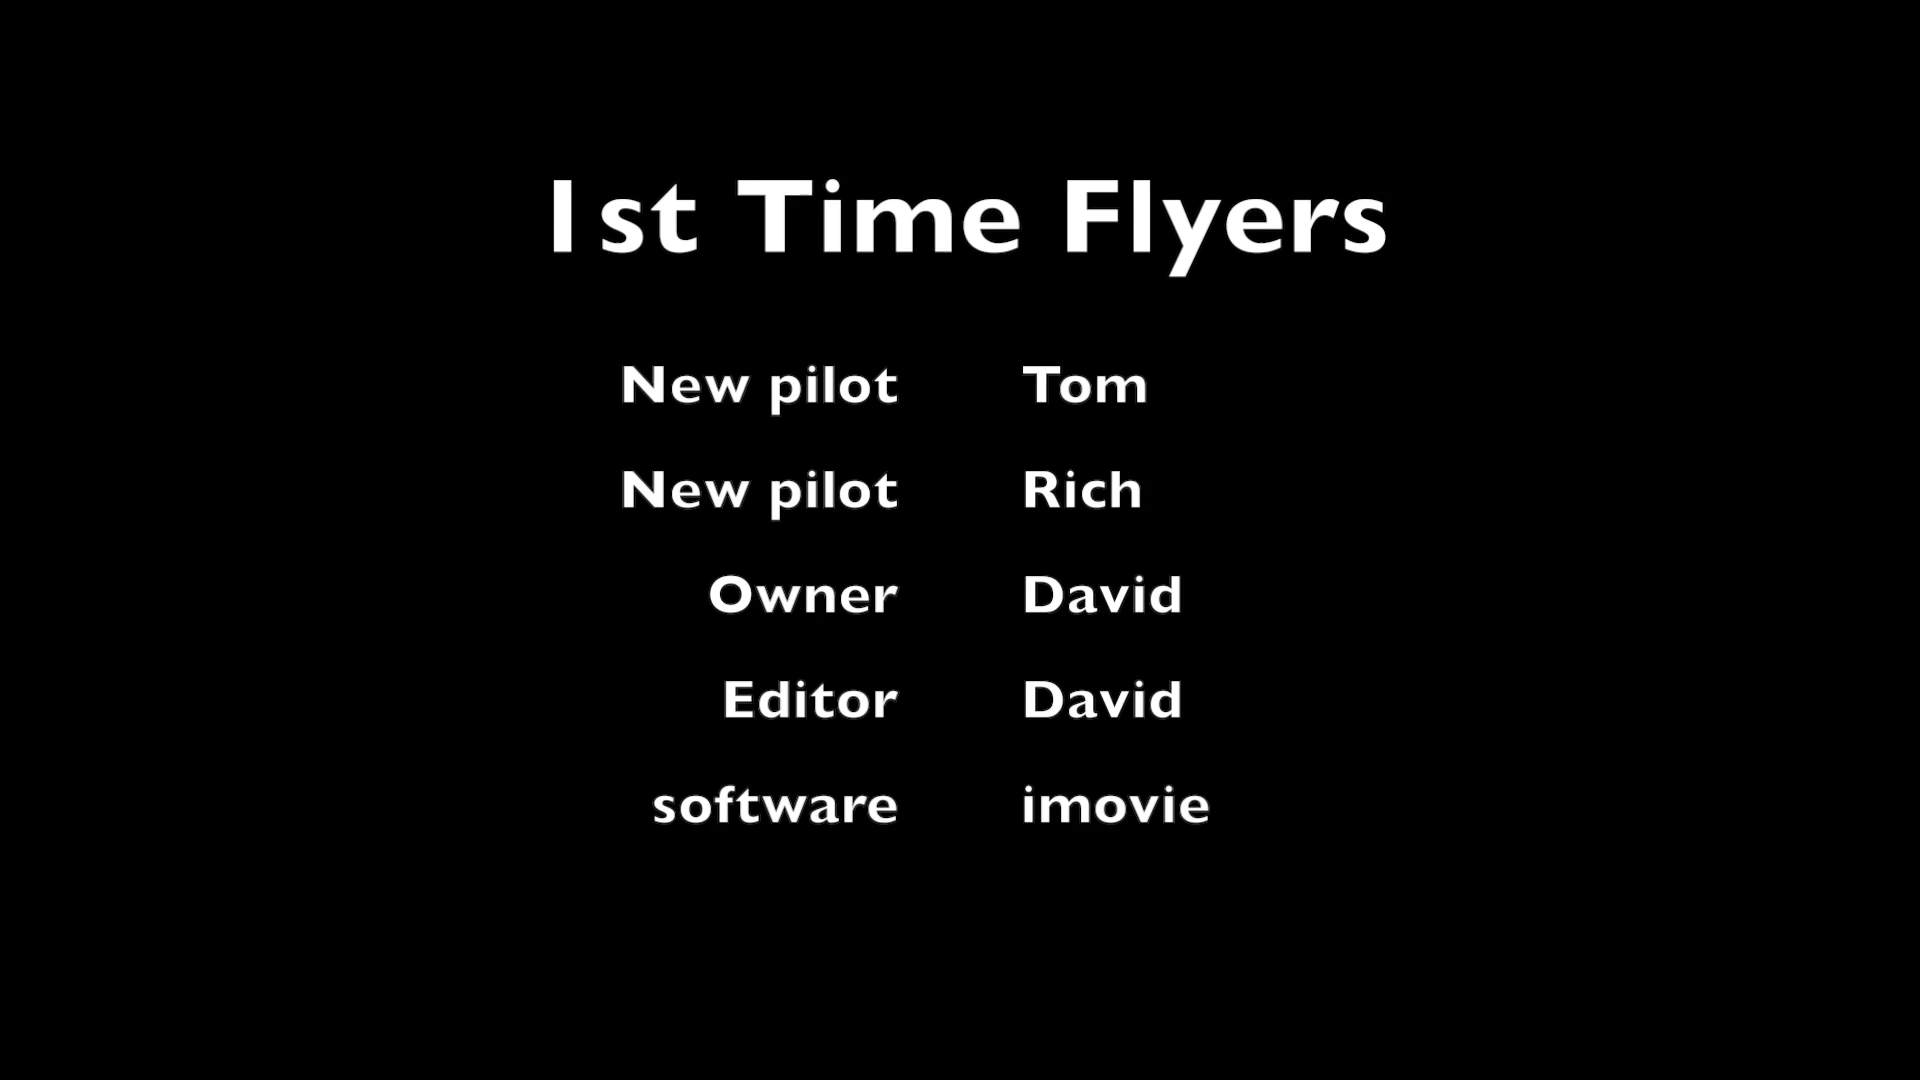 1st Time Flyers
New pilot Tom
New pilot Rich
Owner David
Editor David
software imovie